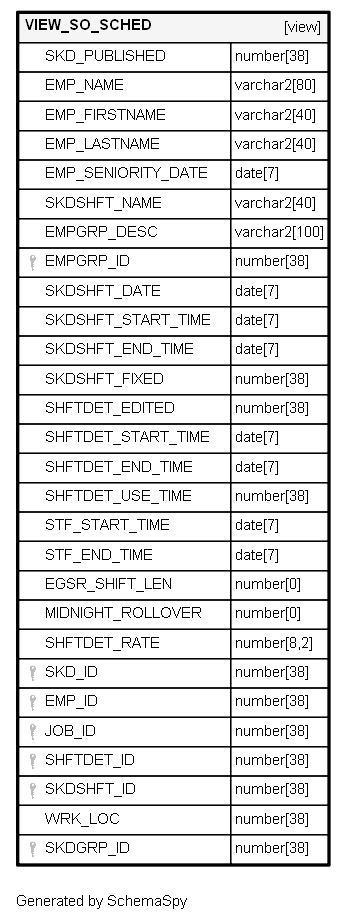 VIEW_SO_SCHED [view]
SKD_PUBLISHED number[38]
EMP_NAME varchar2[80]
EMP_FIRSTNAME varchar2[40]
EMP_LASTNAME varchar2[40]
EMP_SENIORITY_DATE date[7]
SKDSHFT_NAME varchar2[40]
EMPGRP_DESC varchar2[100]
EMPGRP_ID number[38]
SKDSHFT_DATE date[7]
SKDSHFT_START_TIME date[7]
SKDSHFT_END_TIME date[7]
SKDSHFT_FIXED number[38]
SHFTDET_EDITED number[38]
SHFTDET_START_TIME date[7]
SHFTDET_END_TIME date[7]
SHFTDET_USE_TIME number[38]
STF_START_TIME date[7]
STF_END_TIME date[7]
EGSR_SHIFT_LEN number[0]
MIDNIGHT_ROLLOVER number[0]
SHFTDET_RATE number[8,2]
SKD_ID number[38]
EMP_ID number[38]
JOB_ID number[38]
SHFTDET_ID number[38]
SKDSHFT_ID number[38]
WRK_LOC number[38]
SKDGRP_ID number[38]
Generated by SchemaSpy